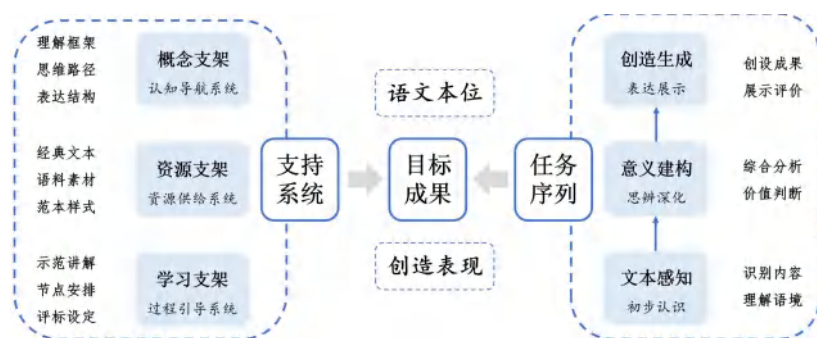 理解框架
思维路径
表达结构
概念支架
认知导航系统
经典文本
语料素材
范本样式
资源支架
资源供给系统
示范讲解
节点安排
评标设定
学习支架
过程引导系统
支持
系统
语文本位
目标
成果
创造表现
任务
序列
创造生成
表达展示
创设成果
展示评价
意义建构
思辨深化
综合分析
价值判断
文本感知
初步认识
识别内容
理解语境